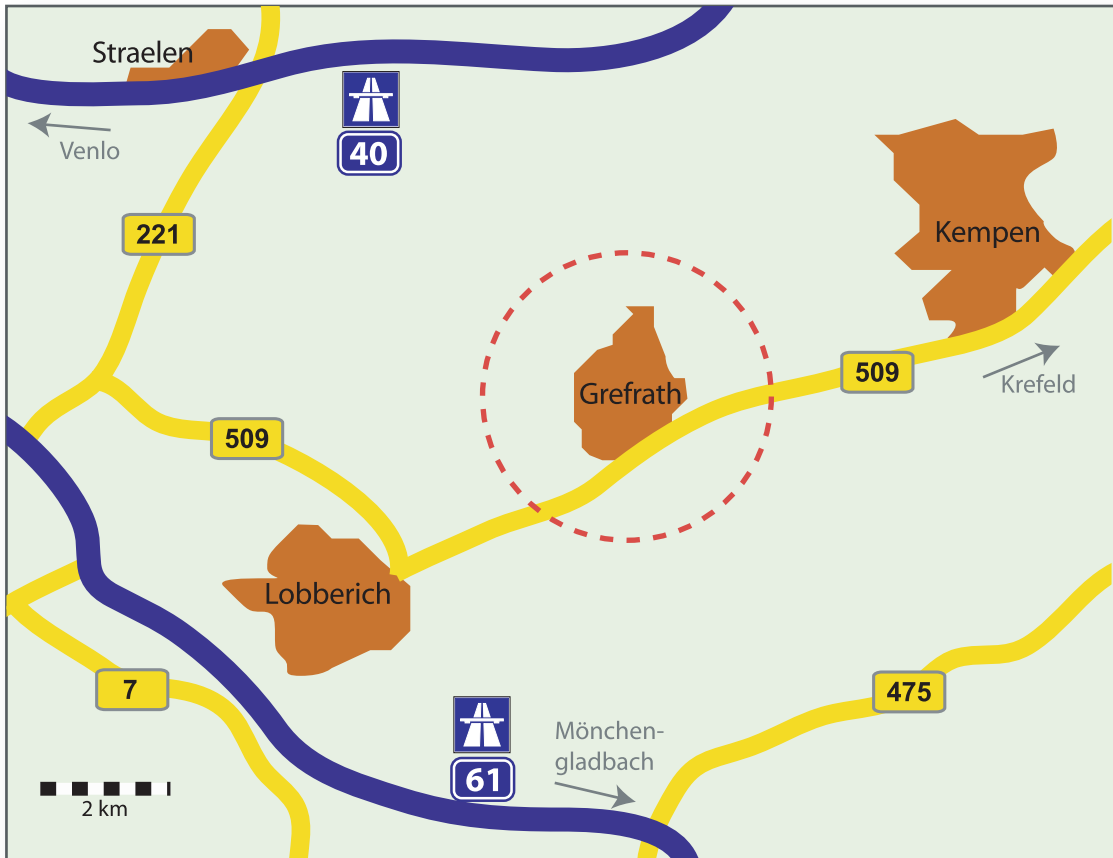 Straelen
40
Venlo
221
Kempen
509
Krefeld
Grefrath
509
Lobberich
7
475
61
Mönchen-
gladbach
2 km